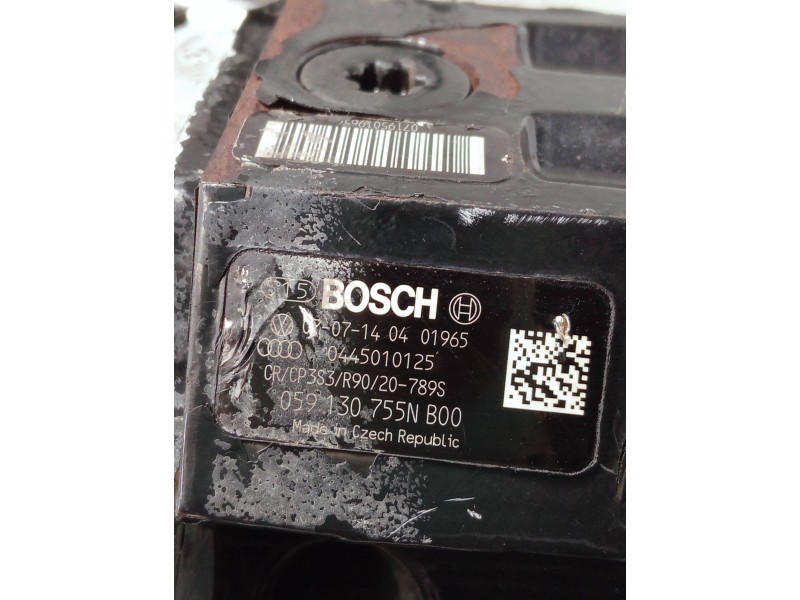 15 BOSCH
07-07-14 04 01965
0445010125
CR/CP3S3/R90/20-789S
059 130 755N B00
Made in Czech Republic